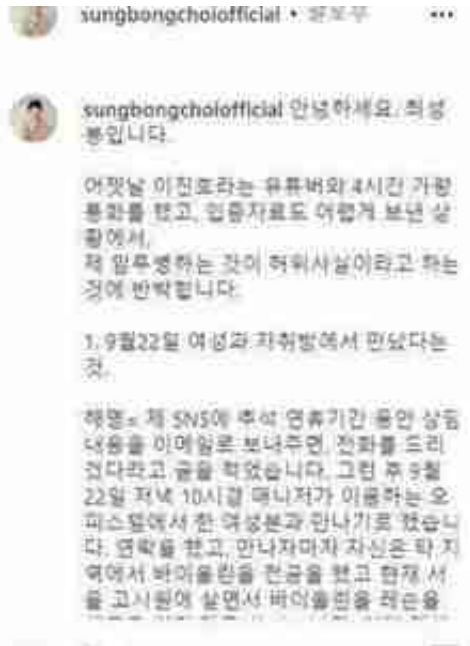 sungbongchoiofficial • 팔로우
sungbongchoiofficial 안녕하세요. 최성
봉입니다.
어젯날 이진호라는 유튜버와 4시간 가량
통화를 했고, 입증자료도 어렵게 보낸 상
황에서,
제 암투병하는 것이 허위사실이라고 하는
것에 반박합니다.
1. 9월22일 여성과 자취방에서 만났다는
것.
해명= 제 SNS에 추석 연휴기간 동안 상담
내용을 이메일로 보내주면, 전화를 드리
겠다라고 글을 적었습니다. 그런 후 9월
22일 저녁 10시경 매니저가 이용하는 오
피스텔에서 한 여성분과 만나기로 했습니
다. 연락을 했고, 만나자마자 자신은 타 지
역에서 바이올린을 전공을 했고 현재 서
울 고시원에 살면서 바이올린을 레슨을